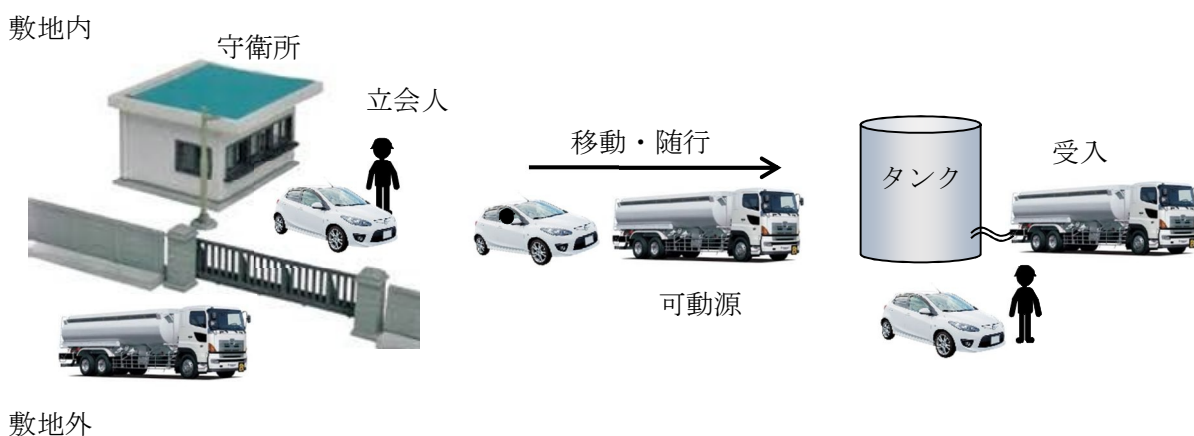 敷地内
守衛所
立会人
移動・随行
可動源
タンク
受入
敷地外